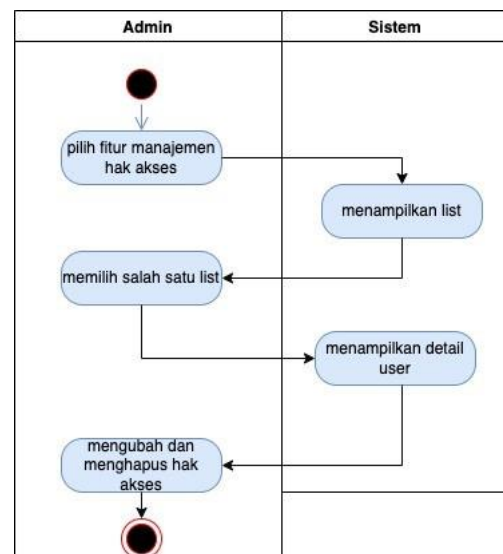 Admin
Sistem
pilih fitur manajemen
hak akses
menampilkan list
memilih salah satu list
menampilkan detail
user
mengubah dan
menghapus hak
akses